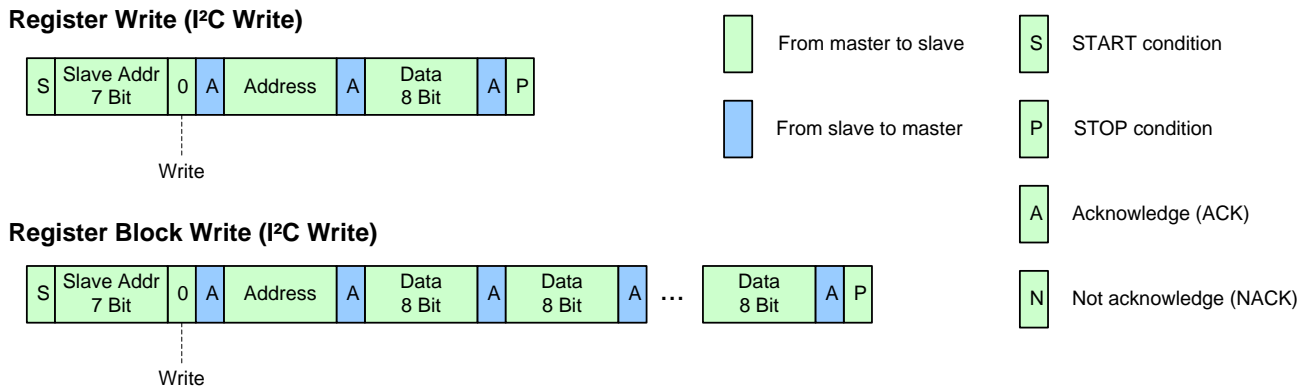 Register Write (I²C Write)
S Slave Addr 7 Bit 0 A Address A Data 8 Bit A P
Write
Register Block Write (I²C Write)
S Slave Addr 7 Bit 0 A Address A Data 8 Bit A Data 8 Bit A ... Data 8 Bit A P
Write
From master to slave
From slave to master
S START condition
P STOP condition
A Acknowledge (ACK)
N Not acknowledge (NACK)